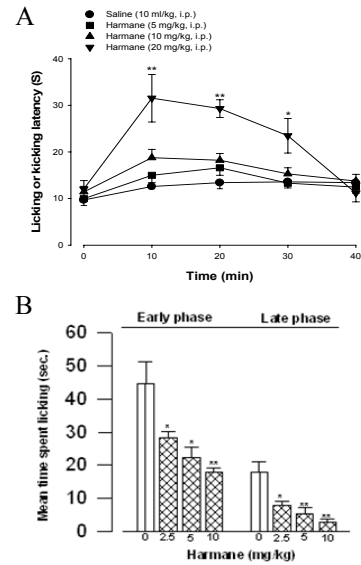 A
Saline (10 ml/kg, i.p.)
Harmane (5 mg/kg, i.p.)
Harmane (10 mg/kg, i.p.)
Harmane (20 mg/kg, i.p.)
Licking or kicking latency (S)
40
30
20
10
0
** ** *
0 10 20 30 40
Time (min)
B
Early phase Late phase
Mean time spent licking (sec.)
60
50
40
30
20
10
0
* * ** * ** **
0 2.5 5 10 0 2.5 5 10
Harmane (mg/kg)